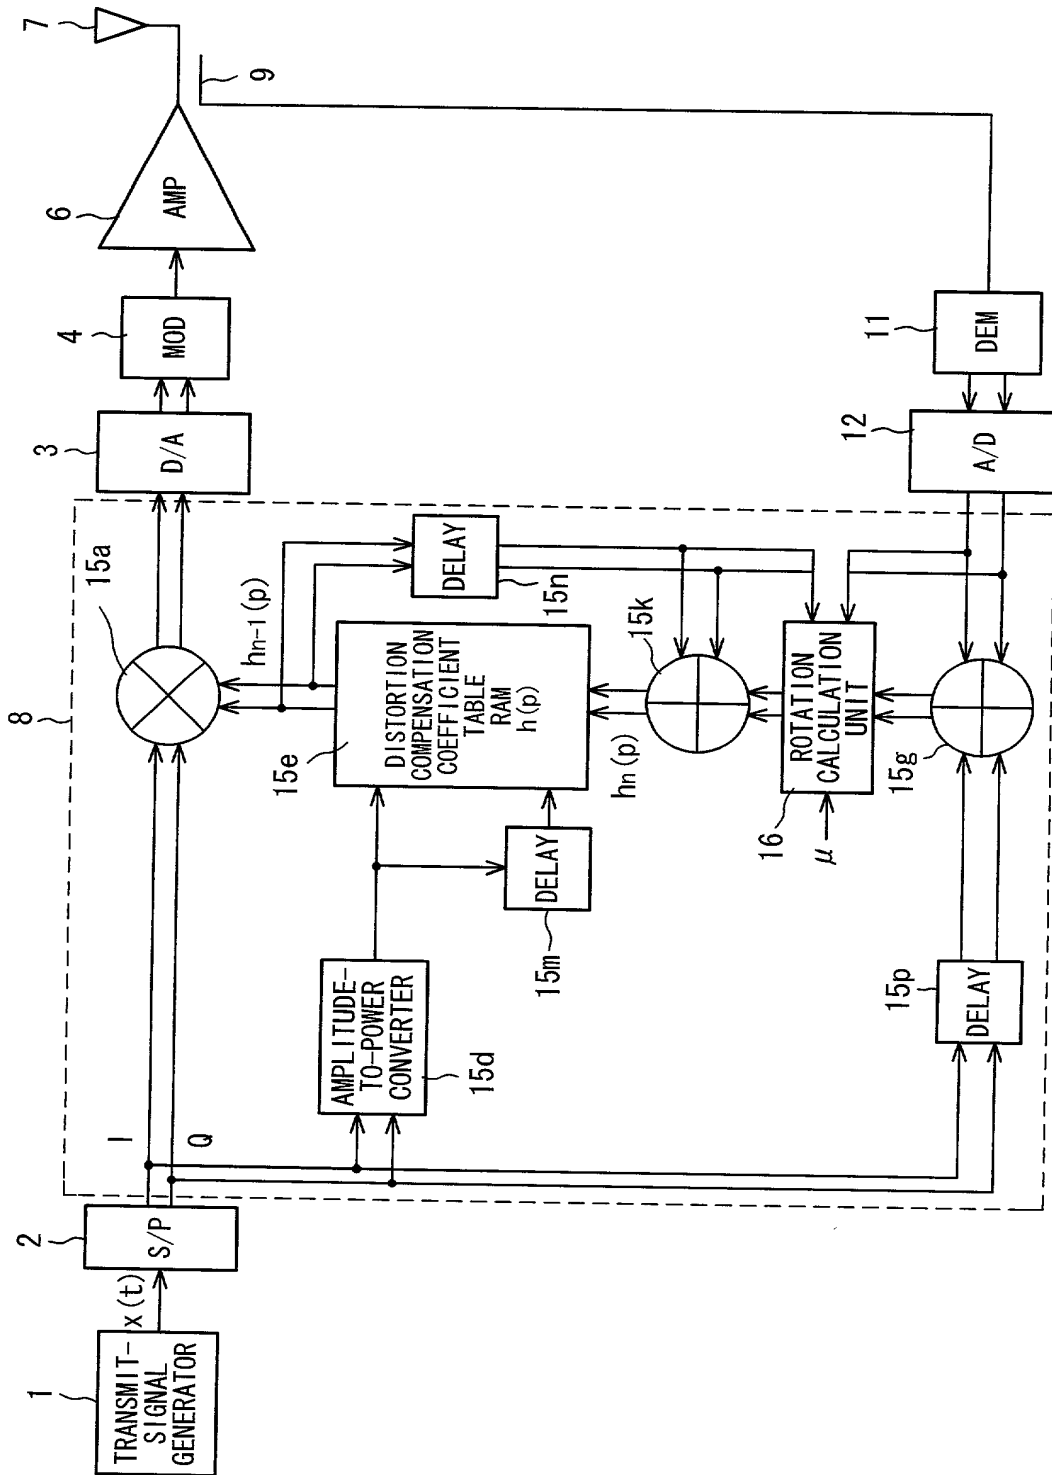 1
TRANSMIT-
SIGNAL
GENERATOR
x(t)
2
S/P
I
Q
8
15a
3
D/A
4
MOD
6
AMP
7
9
hn-1(p)
AMPLITUDE-
TO-POWER
CONVERTER
15d
15e
DISTORTION
COMPENSATION
COEFFICIENT
TABLE
RAM
h(p)
DELAY
15m
DELAY
15n
hn(p)
15k
16
ROTATION
CALCULATION
UNIT
μ
15p
DELAY
15g
12
A/D
11
DEM